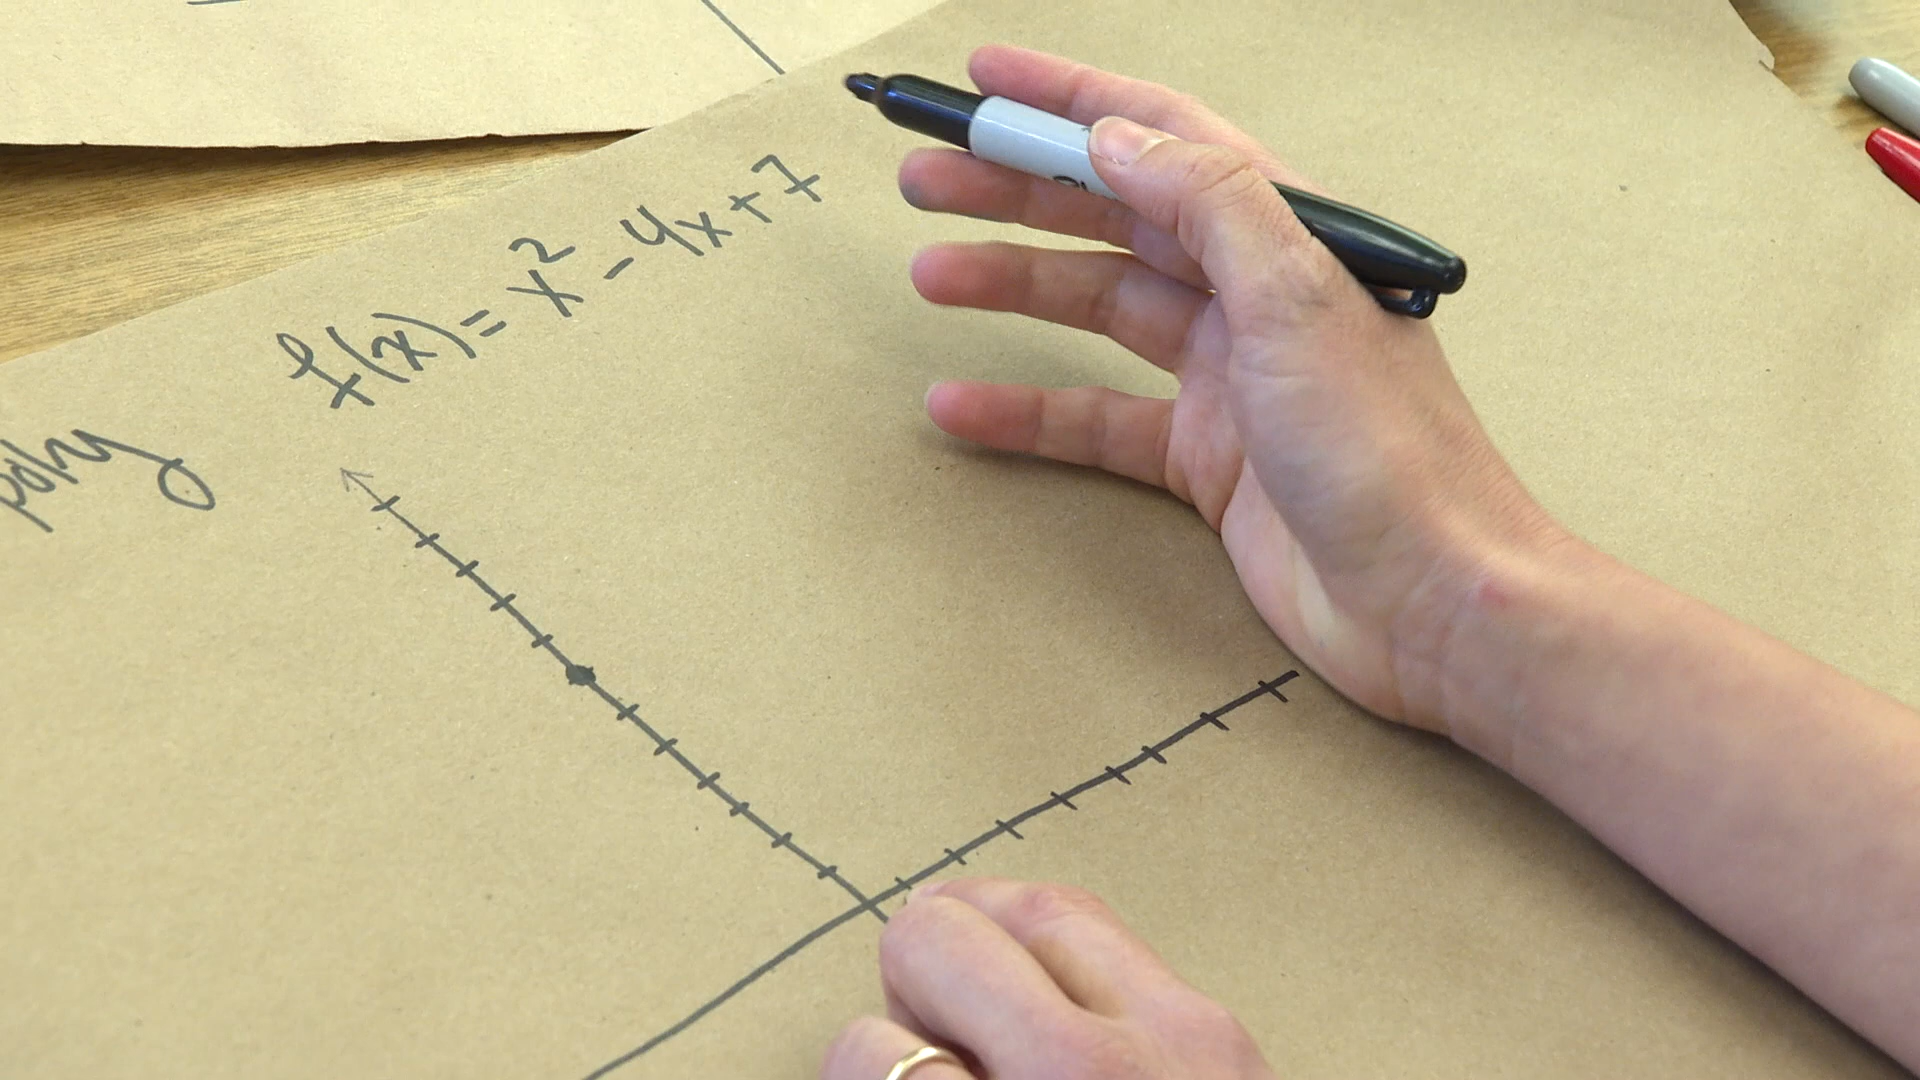 f(x) = x² - 4x + 7
poly